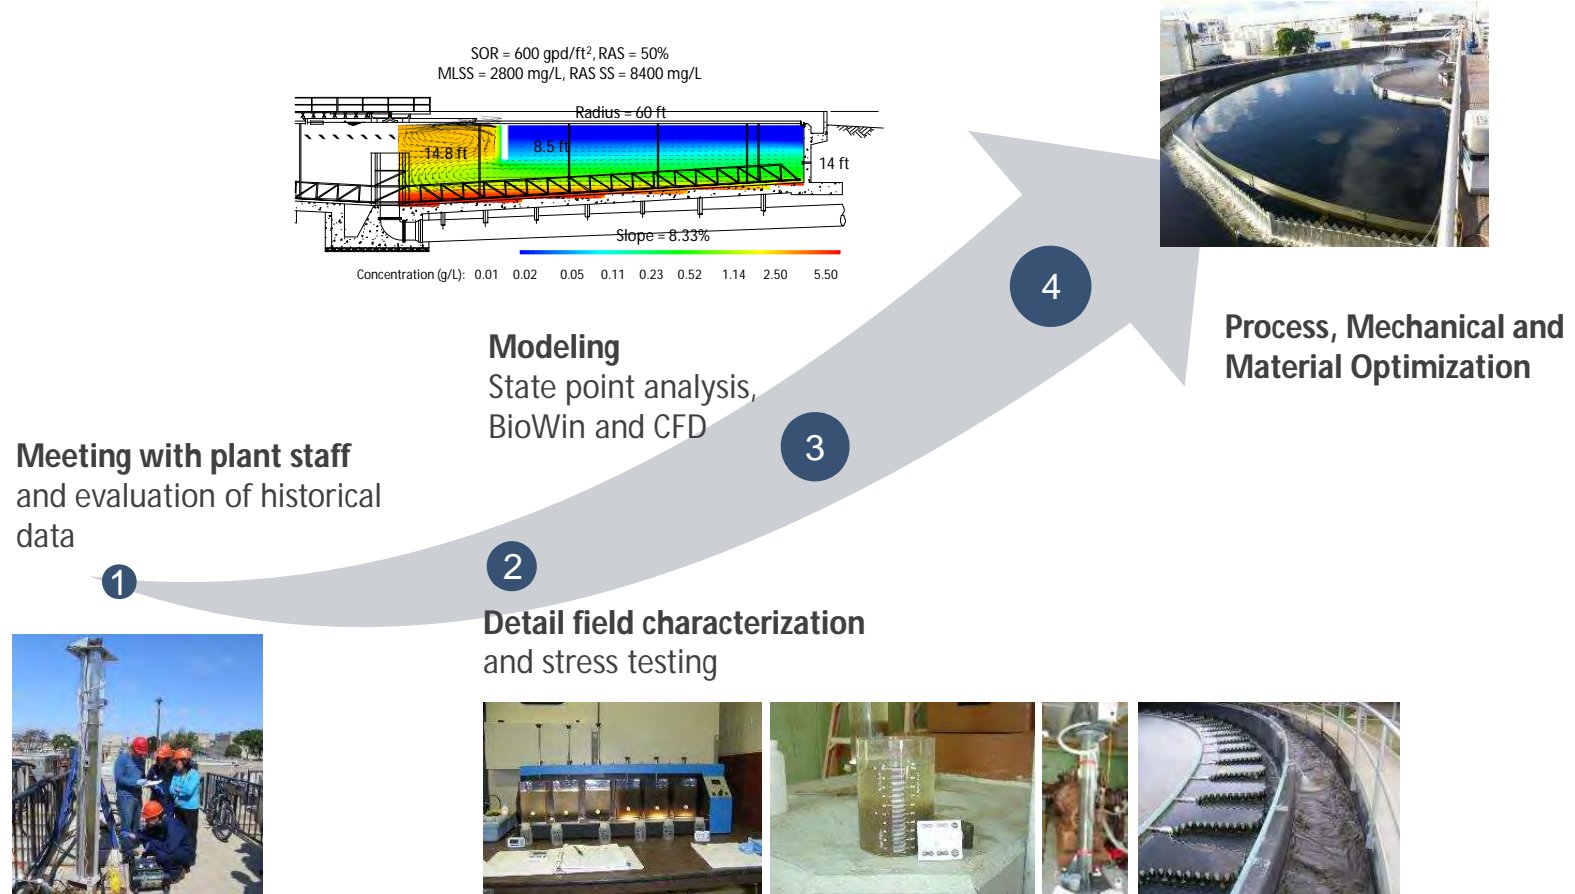 SOR = 600 gpd/ft², RAS = 50%
MLSS = 2800 mg/L, RAS SS = 8400 mg/L
Radius = 60 ft
14.8 ft
8.5 ft
14 ft
Slope = 8.33%
Concentration (g/L): 0.01 0.02 0.05 0.11 0.23 0.52 1.14 2.50 5.50
4
Process, Mechanical and
Material Optimization
Modeling
State point analysis,
BioWin and CFD
3
Meeting with plant staff
and evaluation of historical
data
1
2
Detail field characterization
and stress testing